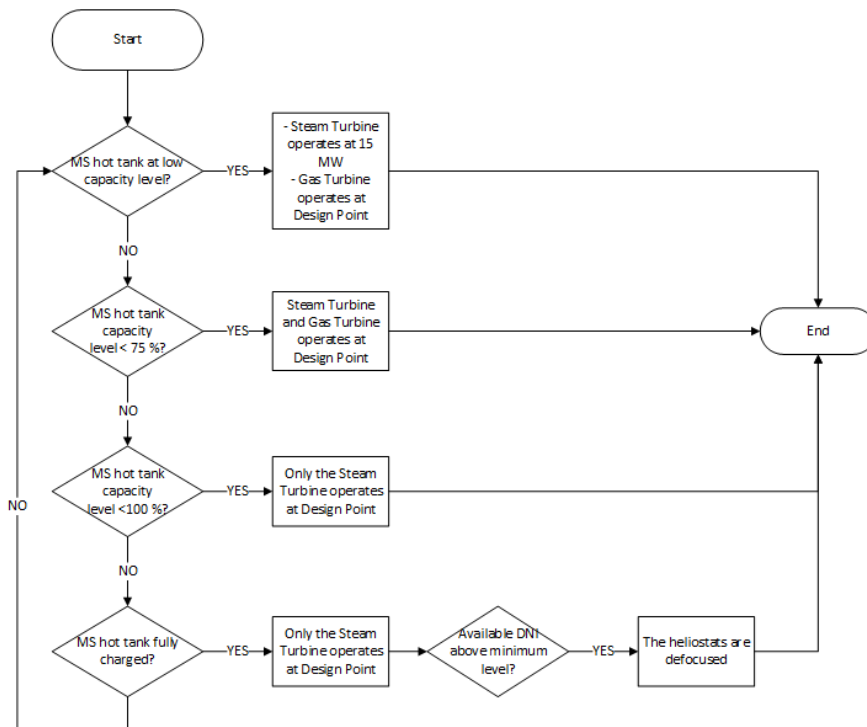 Start
MS hot tank at low
capacity level?
YES
- Steam Turbine
operates at 15
MW
- Gas Turbine
operates at
Design Point
NO
MS hot tank
capacity
level < 75 %?
YES
Steam Turbine
and Gas Turbine
operates at
Design Point
End
NO
MS hot tank
capacity
level <100 %?
YES
Only the Steam
Turbine operates
at Design Point
NO
NO
MS hot tank fully
charged?
YES
Only the Steam
Turbine operates
at Design Point
Available DNI
above minimum
level?
YES
The heliostats are
defocused